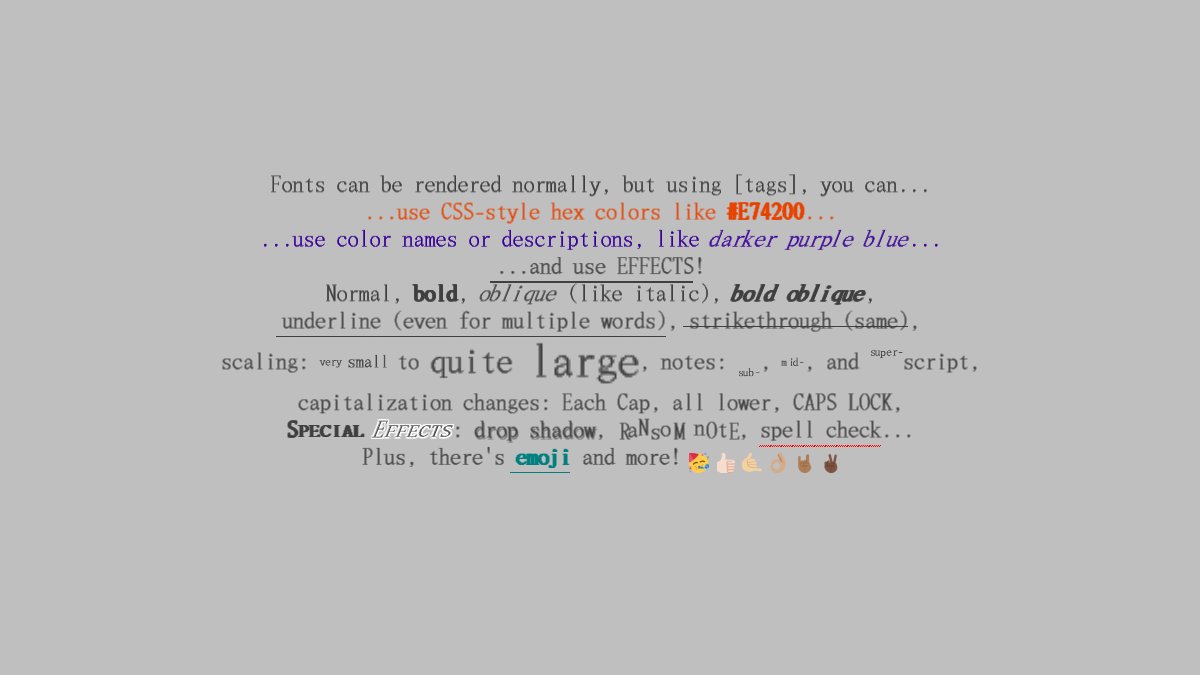 Fonts can be rendered normally, but using [tags], you can...
...use CSS-style hex colors like #E74200...
...use color names or descriptions, like darker purple blue...
...and use EFFECTS!
Normal, bold, oblique (like italic), bold oblique,
underline (even for multiple words), strikethrough (same),
scaling: very small to quite large, notes: sub-, mid-, and super-script,
capitalization changes: Each Cap, all lower, CAPS LOCK,
Special Effects: drop shadow, RaNsoM nOtE, spell check...
Plus, there's emoji and more! 🥳👍🏻🤙🏼👌🏽🤘🏾✌🏿